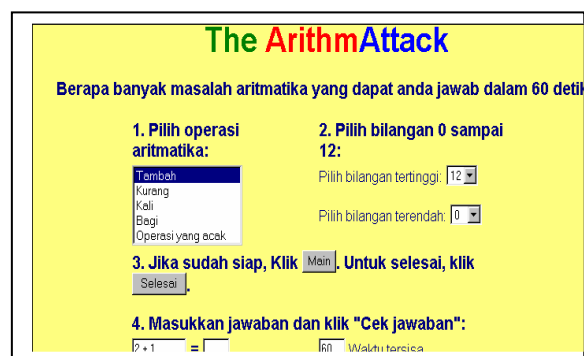 The ArithmAttack
Berapa banyak masalah aritmatika yang dapat anda jawab dalam 60 detik
1. Pilih operasi aritmatika:
Tambah
Kurang
Kali
Bagi
Operasi yang acak
2. Pilih bilangan 0 sampai 12:
Pilih bilangan tertinggi: 12
Pilih bilangan terendah: 0
3. Jika sudah siap, Klik Main. Untuk selesai, klik
Selesai.
4. Masukkan jawaban dan klik "Cek jawaban":
2 + 1 = 60 Waktu tersisa